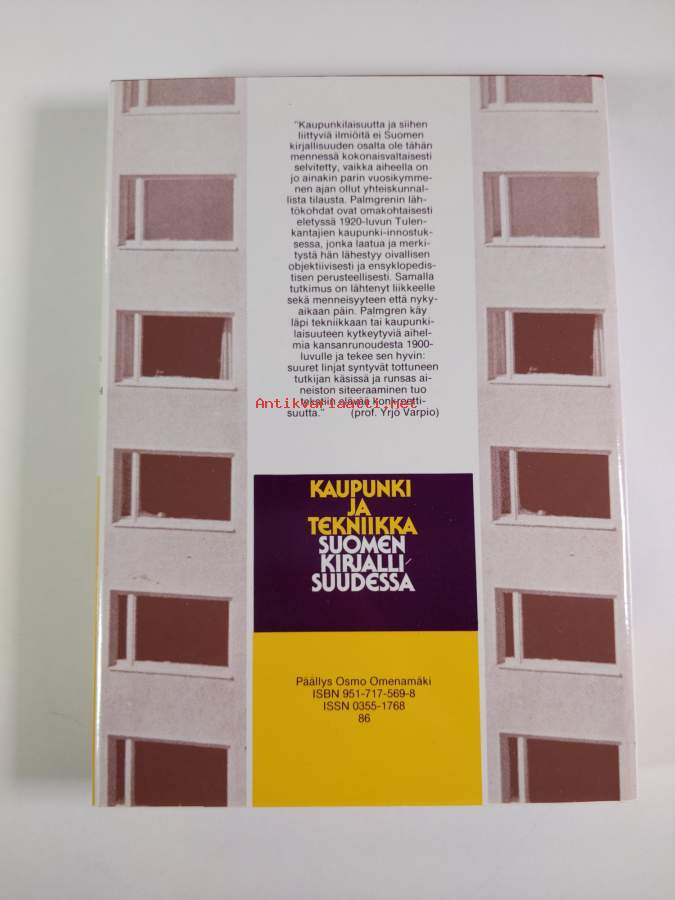 "Kaupunkilaisuutta ja siihen
liittyviä ilmiöitä ei Suomen
kirjallisuuden osalta ole tähän
mennessä kokonaisvaltaisesti
selvitetty, vaikka aiheella on
jo ainakin parin vuosikymme-
nen ajan ollut yhteiskunnal-
lista tilausta. Palmgrenin läh-
tökohdat ovat omakohtaisesti
eletyssä 1920-luvun Tulen-
kantajien kaupunki-innostuk-
sessa, jonka laatua ja merki-
tystä hän lähestyy oivallisen
objektiivisesti ja ensyklopedis-
tisen perusteellisesti. Samalla
tutkimus on lähtenyt liikkeelle
sekä menneisyyteen että nyky-
aikaan päin. Palmgren käy
läpi tekniikkaan tai kaupunki-
laisuuteen kytkeytyviä aihel-
mia kansanrunoudesta 1900-
luvulle ja tekee sen hyvin:
suuret linjat syntyvät tottuneen
tutkijan käsissä ja runsas ai-
neiston siteeraaminen tuo
tekstiin elävää konkreetti-
suutta." (prof. Yrjö Varpio)
Antikvariaatti.net
KAUPUNKI
JA
TEKNIIKKA
SUOMEN
KIRJALLI
SUUDESSA
Päällys Osmo Omenamäki
ISBN 951-717-569-8
ISSN 0355-1768
86